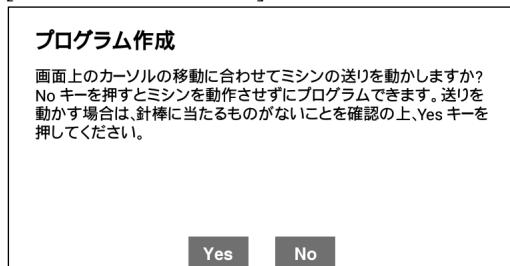 プログラム作成
画面上のカーソルの移動に合わせてミシンの送りを動かしますか?
No キーを押すとミシンを動作させずにプログラムできます。送りを
動かす場合は、針棒に当たるものがないことを確認の上、Yes キーを
押してください。
Yes No